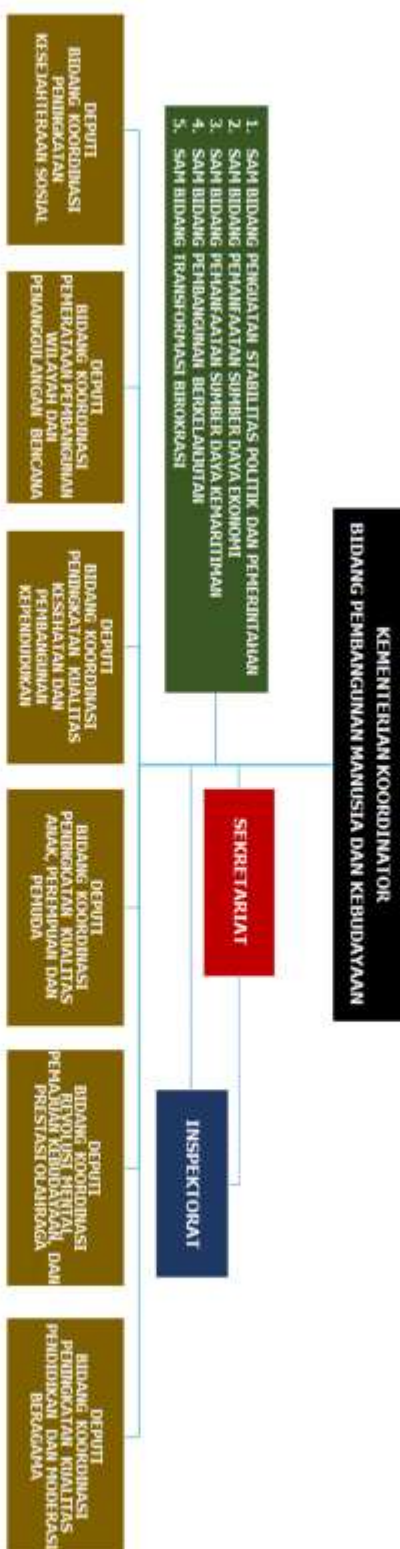 KEMENTERIAN KOORDINATOR
BIDANG PEMBANGUNAN MANUSIA DAN KEBUDAYAAN
SEKRETARIAT
INSPEKTORAT
1. SAM BIDANG PENGUATAN STABILITAS POLITIK DAN PEMERINTAHAN
2. SAM BIDANG PEMANFAATAN SUMBER DAYA EKONOMI
3. SAM BIDANG PEMANFAATAN SUMBER DAYA KEMARITIMAN
4. SAM BIDANG PEMBANGUNAN BERKELANJUTAN
5. SAM BIDANG TRANSFORMASI BIROKRASI
DEPUTI
BIDANG KOORDINASI
PENINGKATAN
KESEJAHTERAAN SOSIAL
DEPUTI
BIDANG KOORDINASI
PEMERATAAN PEMBANGUNAN
WILAYAH DAN
PENANGGULANGAN BENCANA
DEPUTI
BIDANG KOORDINASI
PENINGKATAN KUALITAS
KESEHATAN DAN
PEMBANGUNAN
KEPENDUDUKAN
DEPUTI
BIDANG KOORDINASI
PENINGKATAN KUALITAS
ANAK, PEREMPUAN DAN
PEMUDA
DEPUTI
BIDANG KOORDINASI
REVOLUSI MENTAL,
PEMAJUAN KEBUDAYAAN, DAN
PRESTASI OLAHRAGA
DEPUTI
BIDANG KOORDINASI
PENINGKATAN KUALITAS
PENDIDIKAN DAN MODERASI
BERAGAMA